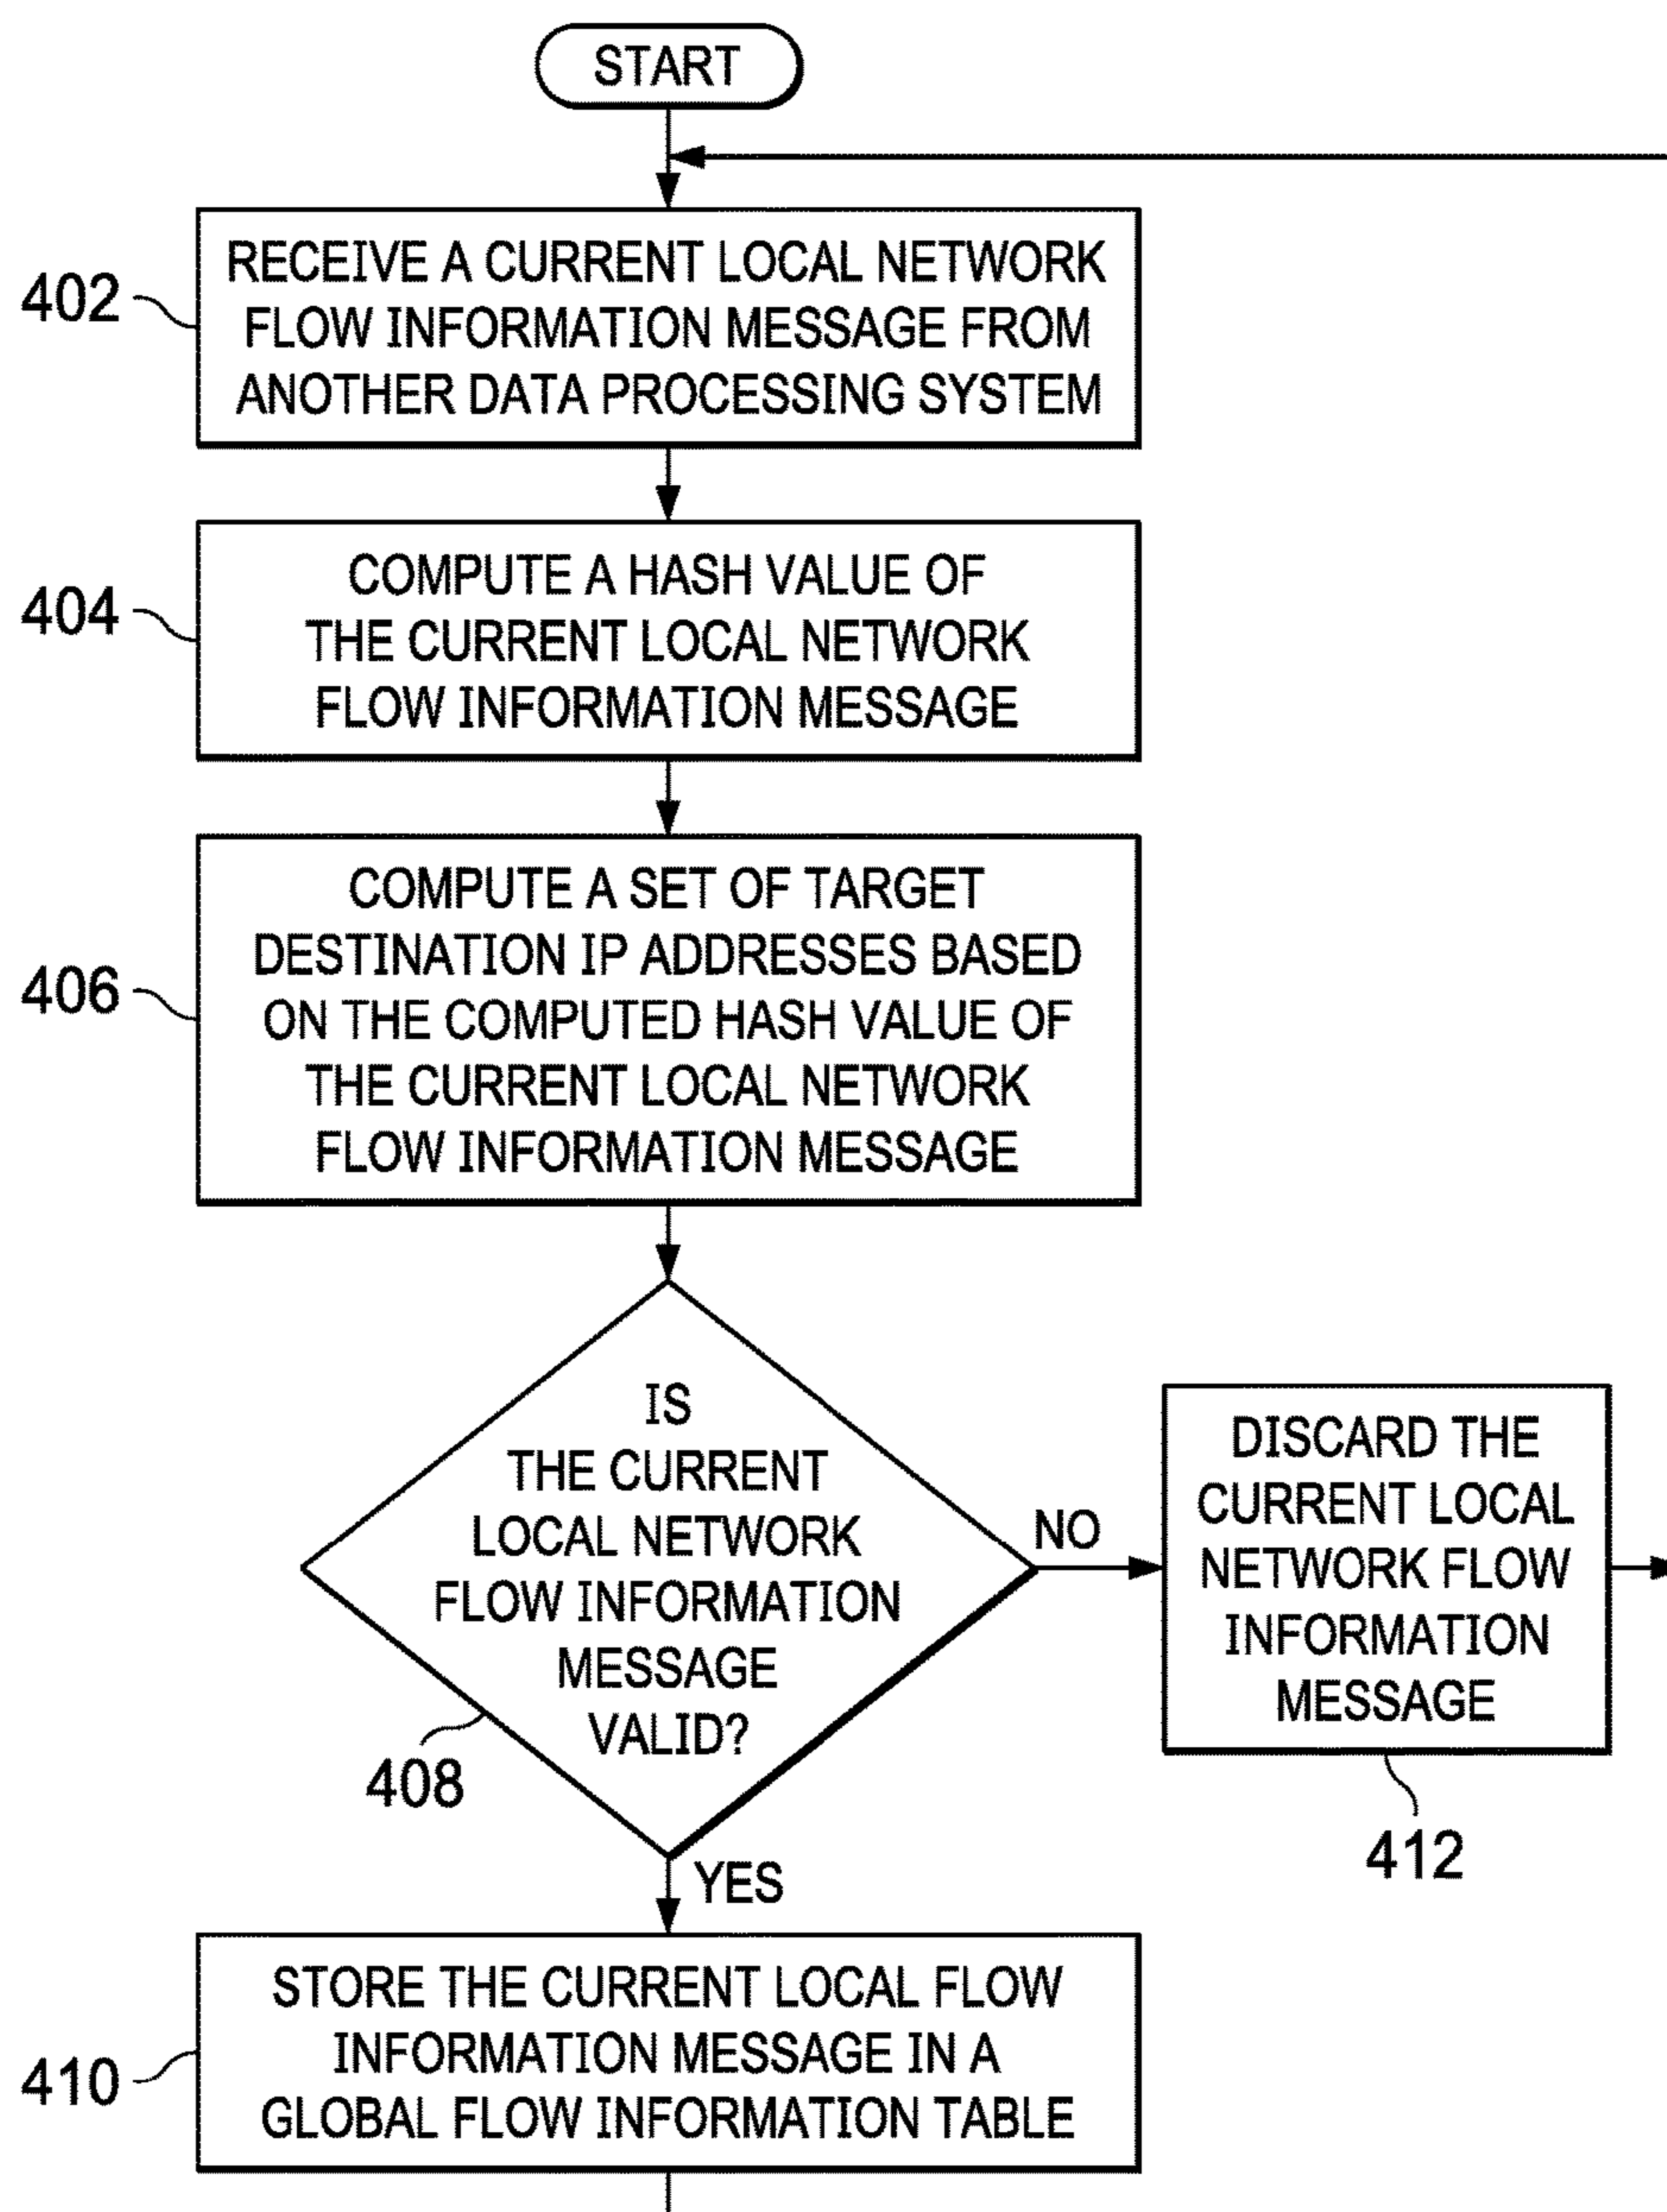 START
402
RECEIVE A CURRENT LOCAL NETWORK
FLOW INFORMATION MESSAGE FROM
ANOTHER DATA PROCESSING SYSTEM
404
COMPUTE A HASH VALUE OF
THE CURRENT LOCAL NETWORK
FLOW INFORMATION MESSAGE
406
COMPUTE A SET OF TARGET
DESTINATION IP ADDRESSES BASED
ON THE COMPUTED HASH VALUE OF
THE CURRENT LOCAL NETWORK
FLOW INFORMATION MESSAGE
IS
THE CURRENT
LOCAL NETWORK
FLOW INFORMATION
MESSAGE
VALID?
408
NO
DISCARD THE
CURRENT LOCAL
NETWORK FLOW
INFORMATION
MESSAGE
412
YES
410
STORE THE CURRENT LOCAL FLOW
INFORMATION MESSAGE IN A
GLOBAL FLOW INFORMATION TABLE